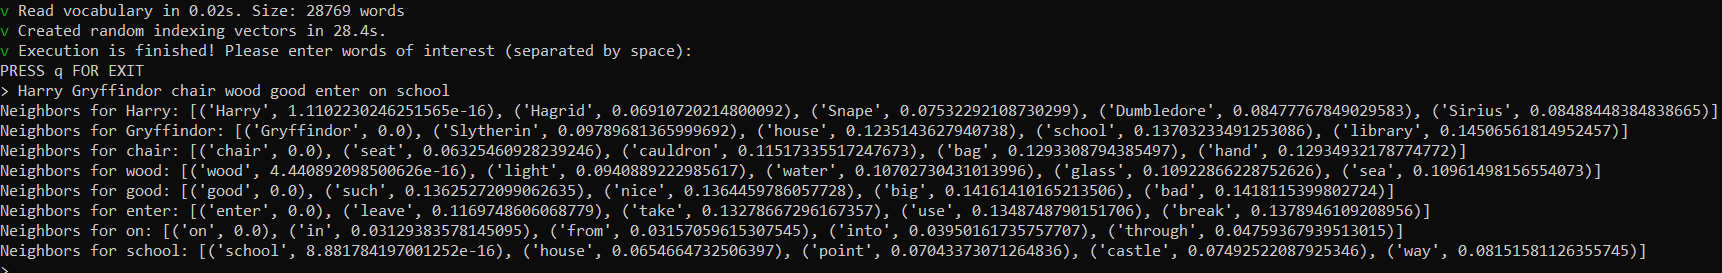 v Read vocabulary in 0.02s. Size: 28769 words
v Created random indexing vectors in 28.4s.
v Execution is finished! Please enter words of interest (separated by space):
PRESS q FOR EXIT
> Harry Gryffindor chair wood good enter on school
Neighbors for Harry: [('Harry', 1.1102230246251565e-16), ('Hagrid', 0.06910720214800092), ('Snape', 0.07532292108730299), ('Dumbledore', 0.08477767849029583), ('Sirius', 0.08488448384838665)]
Neighbors for Gryffindor: [('Gryffindor', 0.0), ('Slytherin', 0.09789681365999692), ('house', 0.1235143627940738), ('school', 0.13703233491253086), ('library', 0.14506561814952457)]
Neighbors for chair: [('chair', 0.0), ('seat', 0.06325460928239246), ('cauldron', 0.11517335517247673), ('bag', 0.1293308794385497), ('hand', 0.12934932178774772)]
Neighbors for wood: [('wood', 4.440892098500626e-16), ('light', 0.0940889222985617), ('water', 0.10702730431013996), ('glass', 0.10922866228752626), ('sea', 0.10961498156554073)]
Neighbors for good: [('good', 0.0), ('such', 0.13625272099062635), ('nice', 0.1364459786057728), ('big', 0.14161410165213506), ('bad', 0.1418115399802724)]
Neighbors for enter: [('enter', 0.0), ('leave', 0.1169748606068779), ('take', 0.13278667296167357), ('use', 0.1348748790151706), ('break', 0.1378946109208956)]
Neighbors for on: [('on', 0.0), ('in', 0.03129383578145095), ('from', 0.03157059615307545), ('into', 0.03950161735757707), ('through', 0.04759367939513015)]
Neighbors for school: [('school', 8.881784197001252e-16), ('house', 0.0654664732506397), ('point', 0.07043373071264836), ('castle', 0.07492522087925346), ('way', 0.08151581126355745)]
>